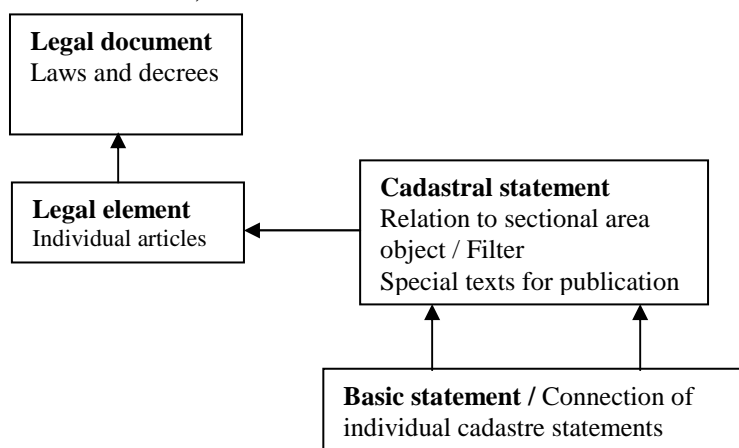 Legal document
Laws and decrees
Legal element
Individual articles
Cadastral statement
Relation to sectional area
object / Filter
Special texts for publication
Basic statement / Connection of
individual cadastre statements